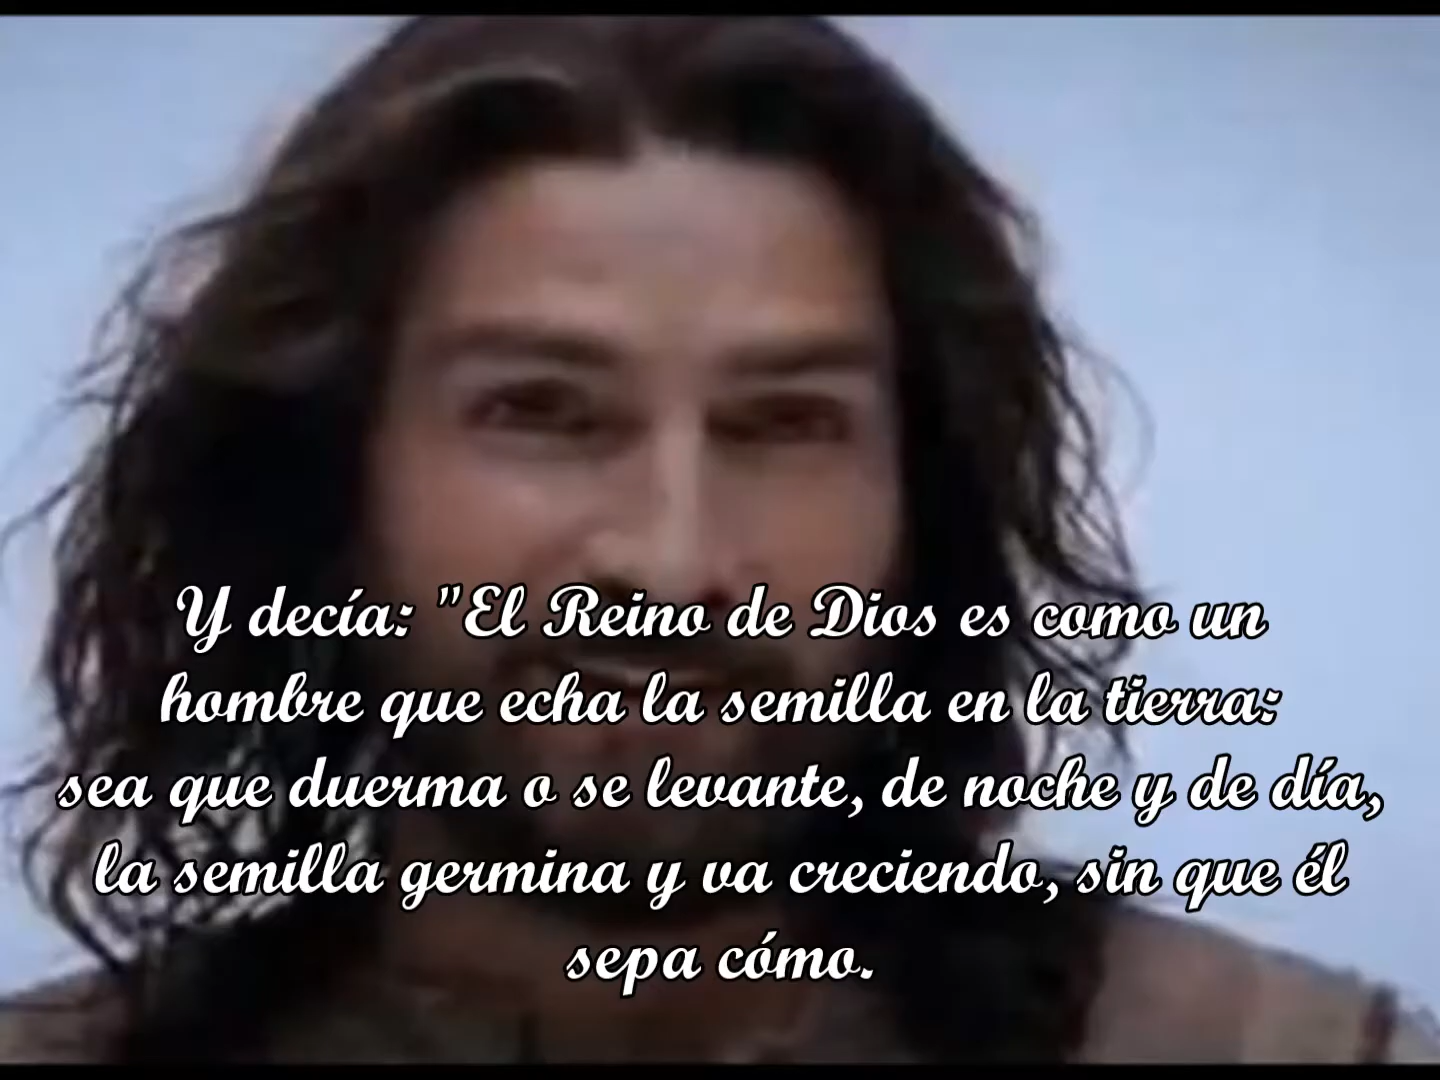 Y decía: "El Reino de Dios es como un
hombre que echa la semilla en la tierra:
sea que duerma o se levante, de noche y de día,
la semilla germina y va creciendo, sin que él
sepa cómo.